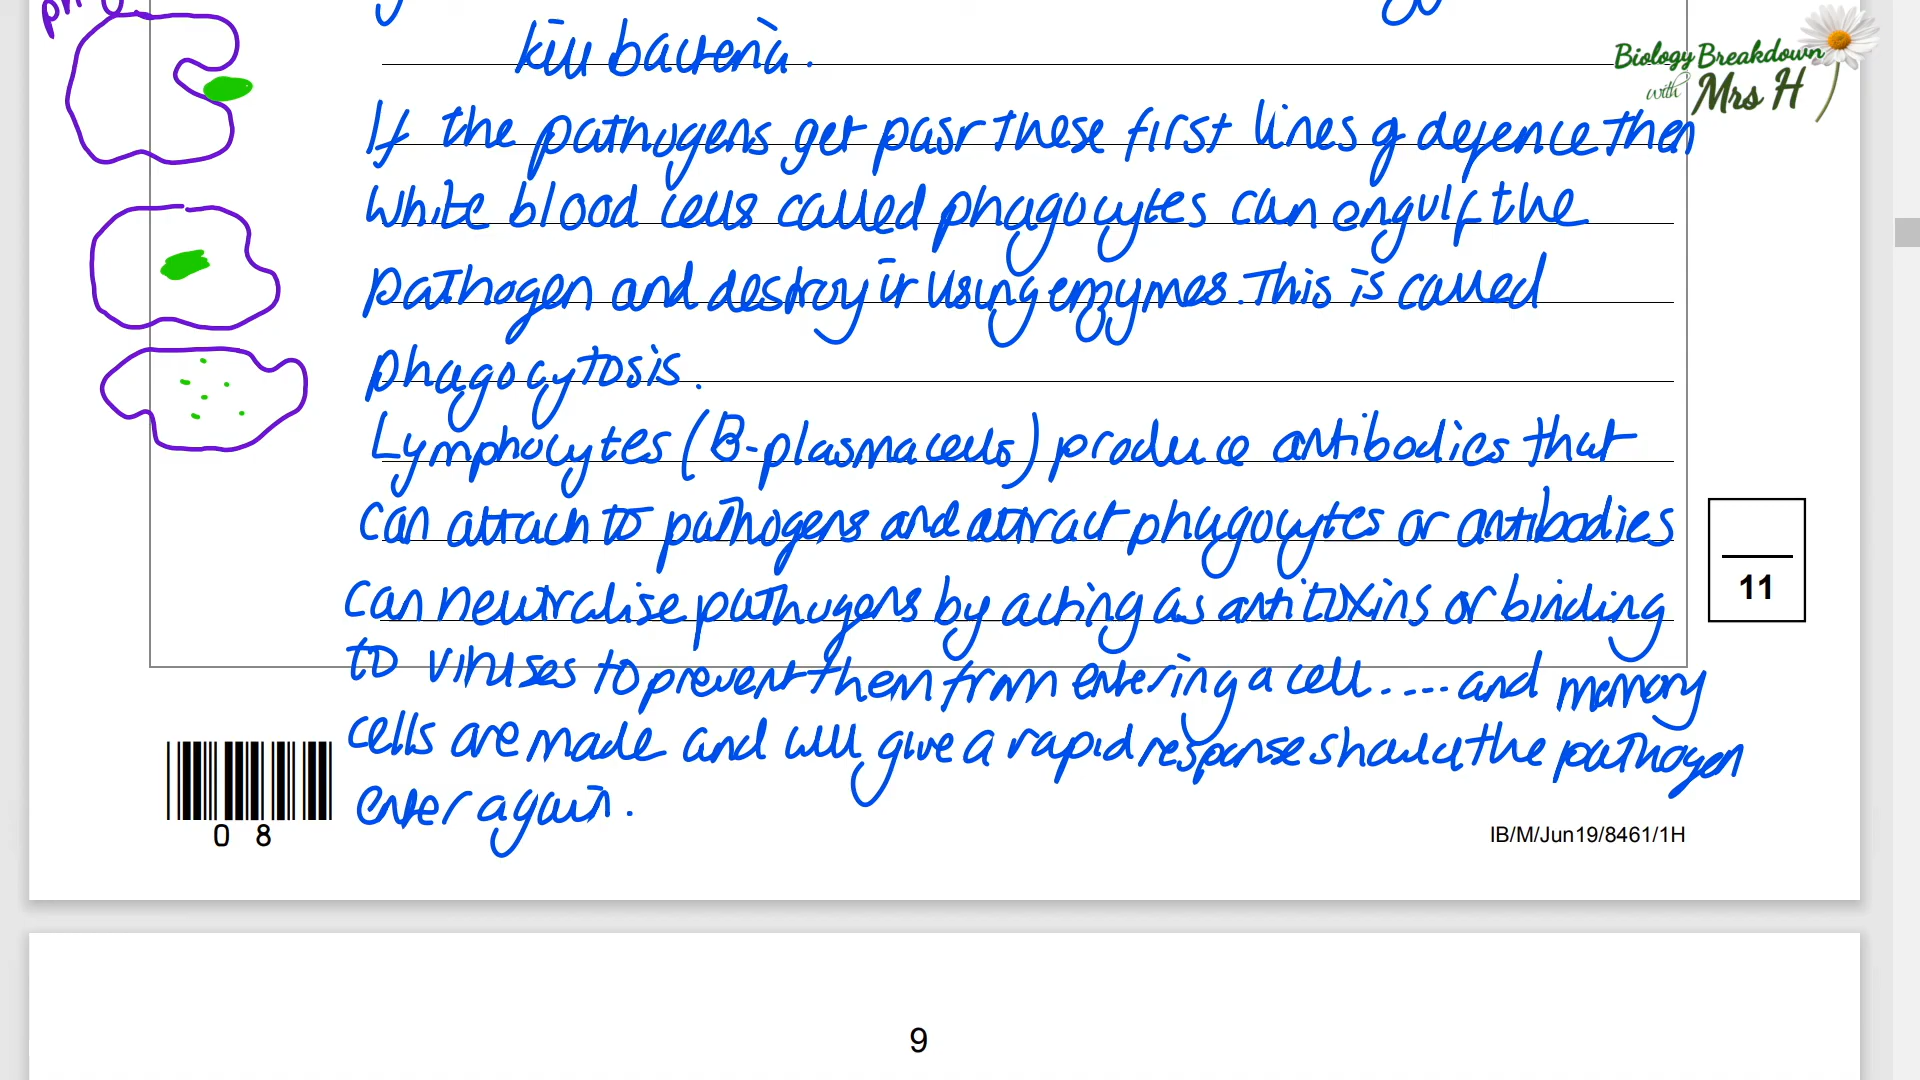 kill bacteria.
Biology Breakdown
with Mrs H
If the pathogens get past these first lines of defence then
white blood cells called phagocytes can engulf the
pathogen and destroy it using enzymes. This is called
phagocytosis.
Lymphocytes (B-plasma cells) produce antibodies that
can attach to pathogens and attract phagocytes or antibodies
can neutralise pathogens by acting as antitoxins or binding
to viruses to prevent them from entering a cell.... and memory
cells are made and will give a rapid response should the pathogen
enter again.
11
08
IB/M/Jun19/8461/1H
9